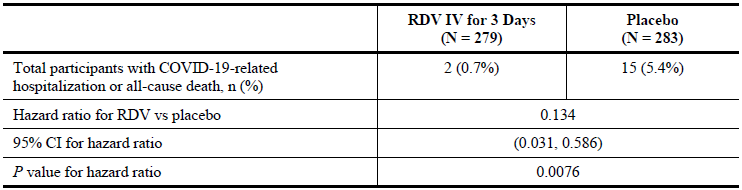 RDV IV for 3 Days Placebo
(N = 279) (N = 283)
Total participants with COVID-19-related 2 (0.7%) 15 (5.4%)
hospitalization or all-cause death, n (%)
Hazard ratio for RDV vs placebo 0.134
95% CI for hazard ratio (0.031, 0.586)
P value for hazard ratio 0.0076